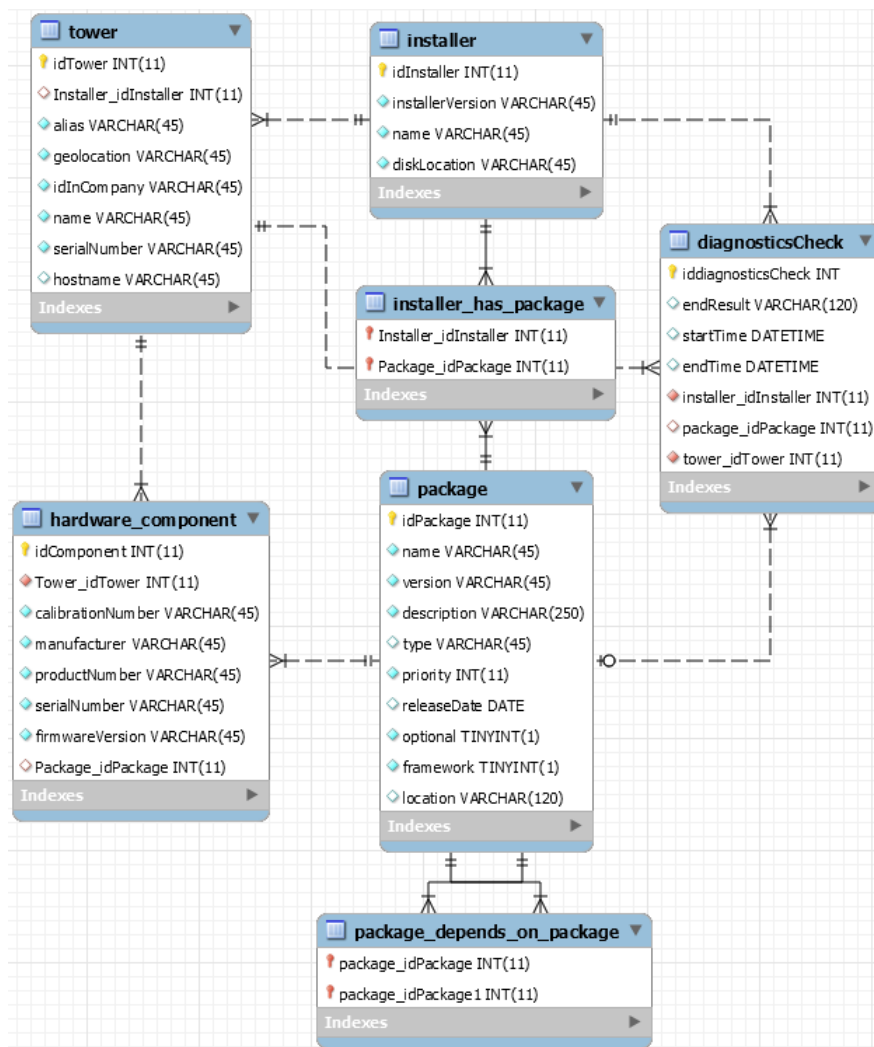 tower
idTower INT(11)
Installer_idInstaller INT(11)
alias VARCHAR(45)
geolocation VARCHAR(45)
idInCompany VARCHAR(45)
name VARCHAR(45)
serialNumber VARCHAR(45)
hostname VARCHAR(45)
Indexes
installer
idInstaller INT(11)
installerVersion VARCHAR(45)
name VARCHAR(45)
diskLocation VARCHAR(45)
Indexes
diagnosticsCheck
iddiagnosticsCheck INT
endResult VARCHAR(120)
startTime DATETIME
endTime DATETIME
installer_idInstaller INT(11)
package_idPackage INT(11)
tower_idTower INT(11)
Indexes
installer_has_package
Installer_idInstaller INT(11)
Package_idPackage INT(11)
Indexes
hardware_component
idComponent INT(11)
Tower_idTower INT(11)
calibrationNumber VARCHAR(45)
manufacturer VARCHAR(45)
productNumber VARCHAR(45)
serialNumber VARCHAR(45)
firmwareVersion VARCHAR(45)
Package_idPackage INT(11)
Indexes
package
idPackage INT(11)
name VARCHAR(45)
version VARCHAR(45)
description VARCHAR(250)
type VARCHAR(45)
priority INT(11)
releaseDate DATE
optional TINYINT(1)
framework TINYINT(1)
location VARCHAR(120)
Indexes
package_depends_on_package
package_idPackage INT(11)
package_idPackage1 INT(11)
Indexes